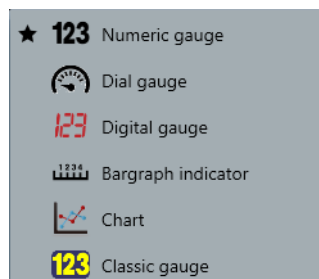 123 Numeric gauge
Dial gauge
123 Digital gauge
1234 Bargraph indicator
Chart
123 Classic gauge